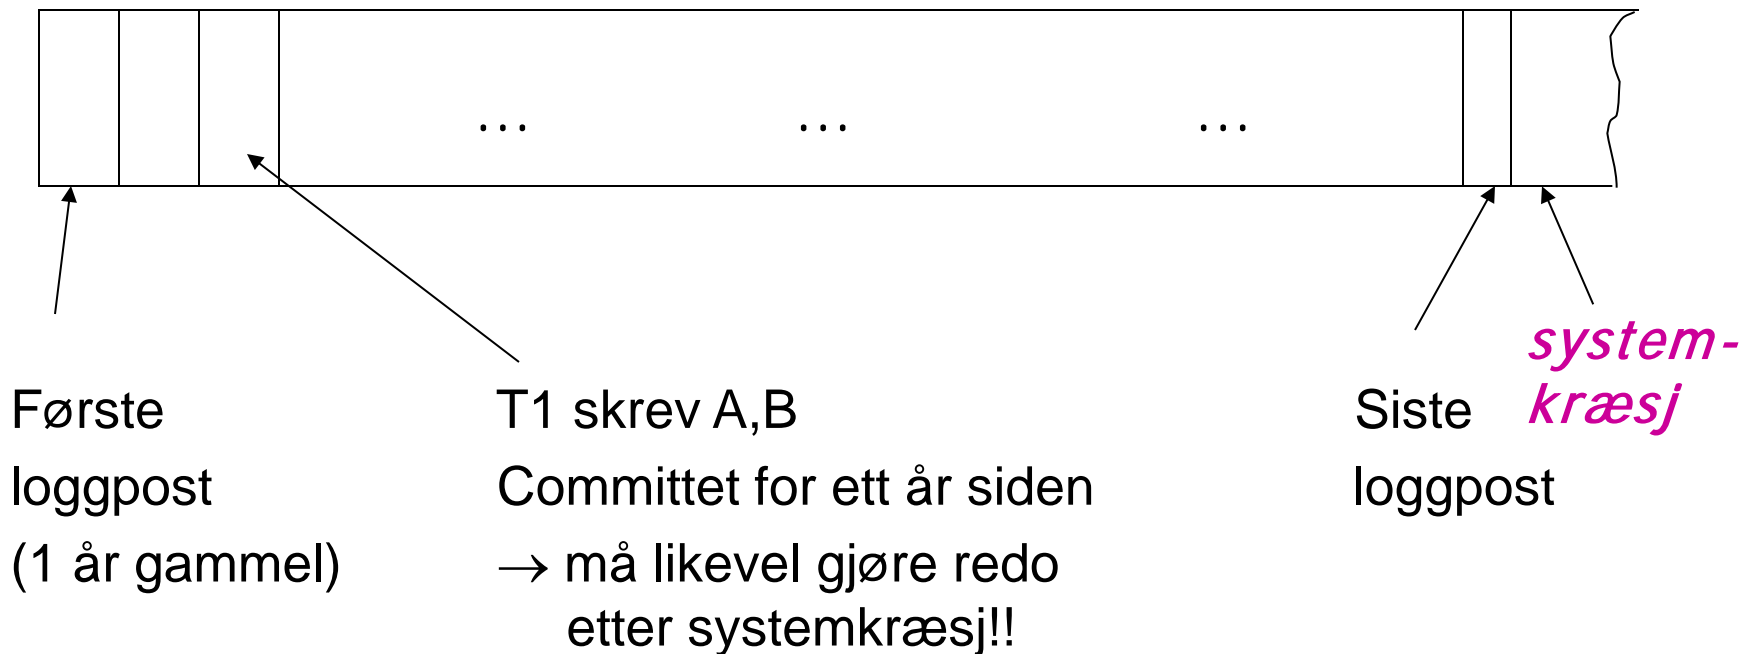 ... ... ...
Første
loggpost
(1 år gammel)
T1 skrev A,B
Committet for ett år siden
→ må likevel gjøre redo
etter systemkræsj!!
Siste
loggpost
system-
kræsj